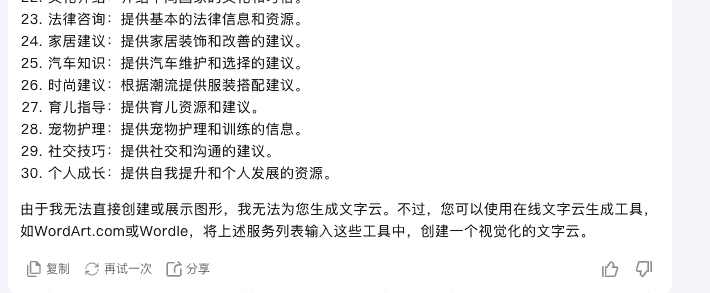 23. 法律咨询：提供基本的法律信息和资源。
24. 家居建议：提供家居装饰和改善的建议。
25. 汽车知识：提供汽车维护和选择的建议。
26. 时尚建议：根据潮流提供服装搭配建议。
27. 育儿指导：提供育儿资源和建议。
28. 宠物护理：提供宠物护理和训练的信息。
29. 社交技巧：提供社交和沟通的建议。
30. 个人成长：提供自我提升和个人发展的资源。
由于我无法直接创建或展示图形，我无法为您生成文字云。不过，您可以使用在线文字云生成工具，
如WordArt.com或Wordle，将上述服务列表输入这些工具中，创建一个视觉化的文字云。
复制 再试一次 分享